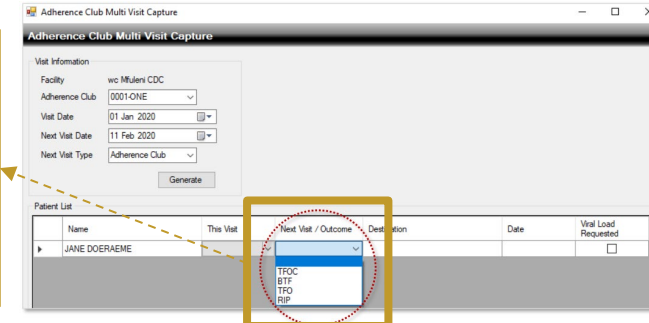 Adherence Club Multi Visit Capture
Adherence Club Multi Visit Capture
Visit Information
Facility wc Mfuleni CDC
Adherence Club 0001-ONE
Visit Date 01 Jan 2020
Next Visit Date 11 Feb 2020
Next Visit Type Adherence Club
Generate
Patient List
Name This Visit Next Visit / Outcome Destination Date Viral Load Requested
JANE DOERAEME
TFOC
BTF
TFO
RIP